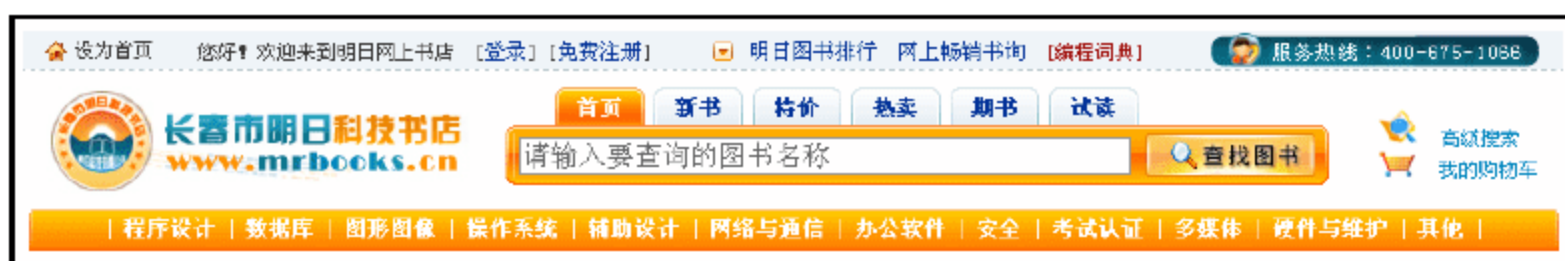 设为首页 您好! 欢迎来到明日网上书店 [登录] [免费注册] 明日图书排行 网上畅销书询 [编程词典] 服务热线:400-675-1066
首页 新书 特价 热卖 期书 试读
长春市明日科技书店
www.mrbooks.cn
请输入要查询的图书名称 查找图书
高级搜索
我的购物车
| 程序设计 | 数据库 | 图形图像 | 操作系统 | 辅助设计 | 网络与通信 | 办公软件 | 安全 | 考试认证 | 多媒体 | 硬件与维护 | 其他 |